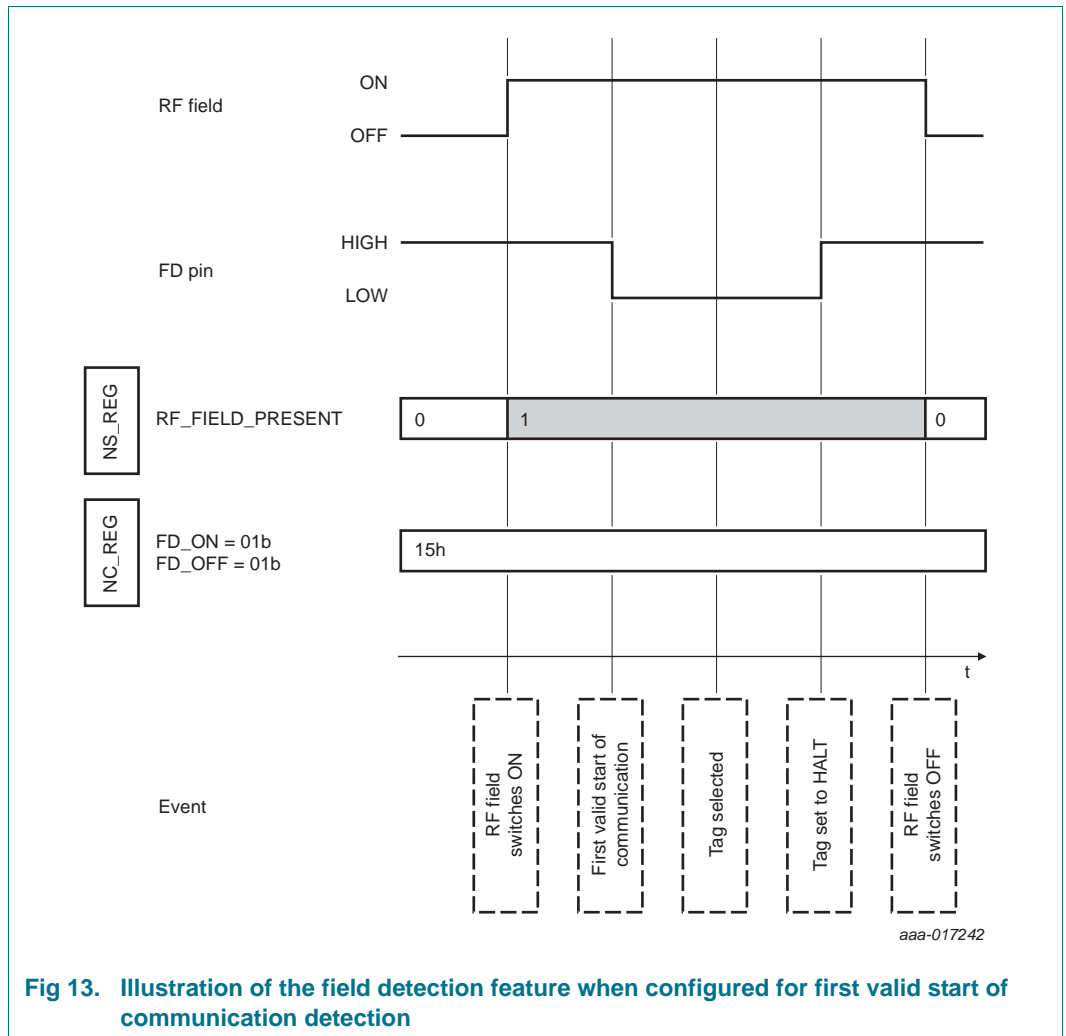 ON
RF field
OFF
HIGH
FD pin
LOW
NS_REG
RF_FIELD_PRESENT
0
1
0
NC_REG
FD_ON = 01b
FD_OFF = 01b
15h
t
Event
RF field
switches ON
First valid start of
communication
Tag selected
Tag set to HALT
RF field
switches OFF
aaa-017242
Fig 13. Illustration of the field detection feature when configured for first valid start of
communication detection